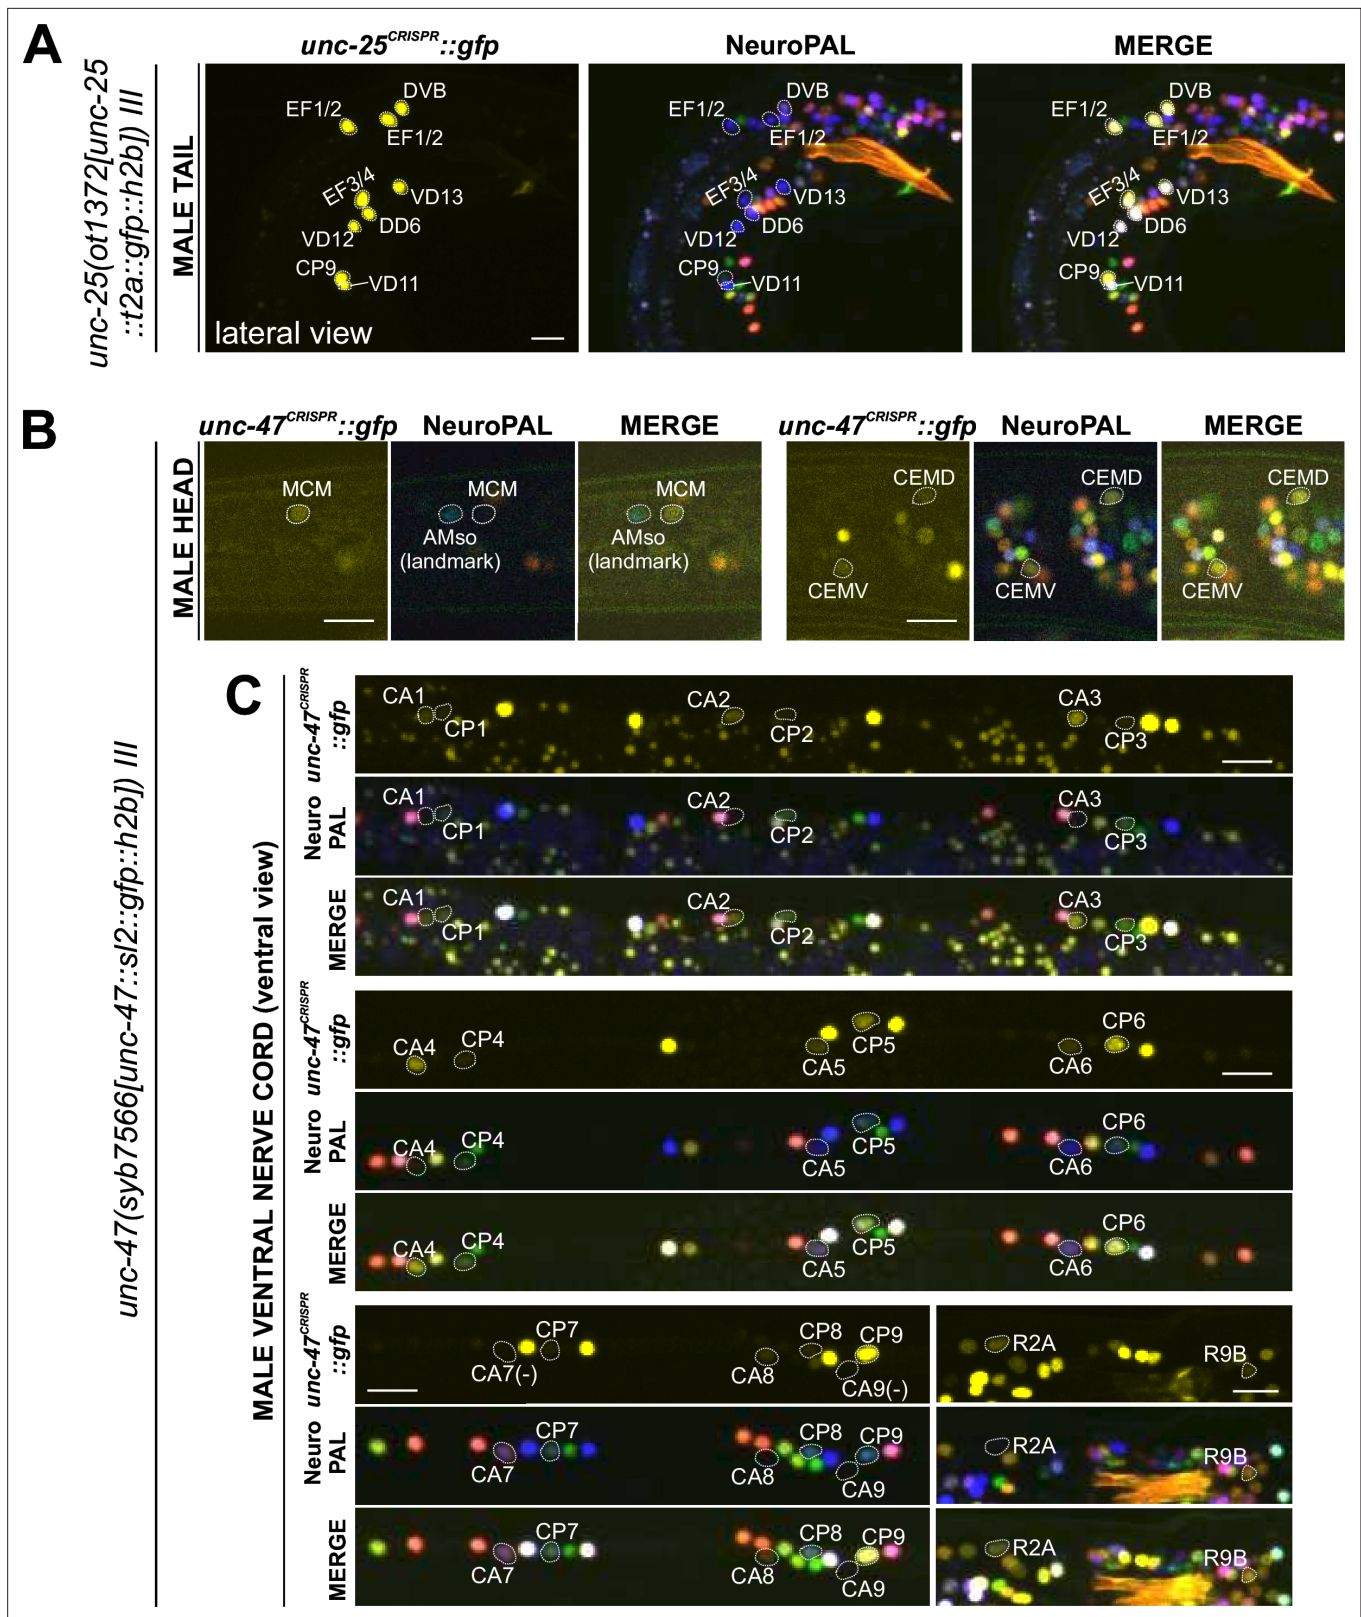 A
unc-25CRISPR::gfp
NeuroPAL
MERGE
unc-25(ot1372[unc-25
::t2a::gfp::h2b]) III
MALE TAIL
EF1/2
DVB
EF1/2
EF3/4
VD13
VD12
DD6
CP9
VD11
lateral view
EF1/2
DVB
EF1/2
EF3/4
VD13
VD12
DD6
CP9
VD11
EF1/2
DVB
EF1/2
EF3/4
VD13
VD12
DD6
CP9
VD11
B
unc-47CRISPR::gfp
NeuroPAL
MERGE
unc-47CRISPR::gfp
NeuroPAL
MERGE
unc-47(syb7566[unc-47::sl2::gfp::h2b]) III
MALE HEAD
MCM
MCM
AMso
(landmark)
MCM
AMso
(landmark)
CEMD
CEMV
CEMD
CEMV
CEMD
CEMV
C
MALE VENTRAL NERVE CORD (ventral view)
unc-47CRISPR
::gfp
CA1
CP1
CA2
CP2
CA3
CP3
Neuro
PAL
CA1
CP1
CA2
CP2
CA3
CP3
MERGE
CA1
CP1
CA2
CP2
CA3
CP3
unc-47CRISPR
::gfp
CA4
CP4
CA5
CP5
CA6
CP6
Neuro
PAL
CA4
CP4
CA5
CP5
CA6
CP6
MERGE
CA4
CP4
CA5
CP5
CA6
CP6
unc-47CRISPR
::gfp
CA7(-)
CP7
CA8
CP8
CP9
CA9(-)
R2A
R9B
Neuro
PAL
CA7
CP7
CA8
CP8
CP9
CA9
R2A
R9B
MERGE
CA7
CP7
CA8
CP8
CP9
CA9
R2A
R9B